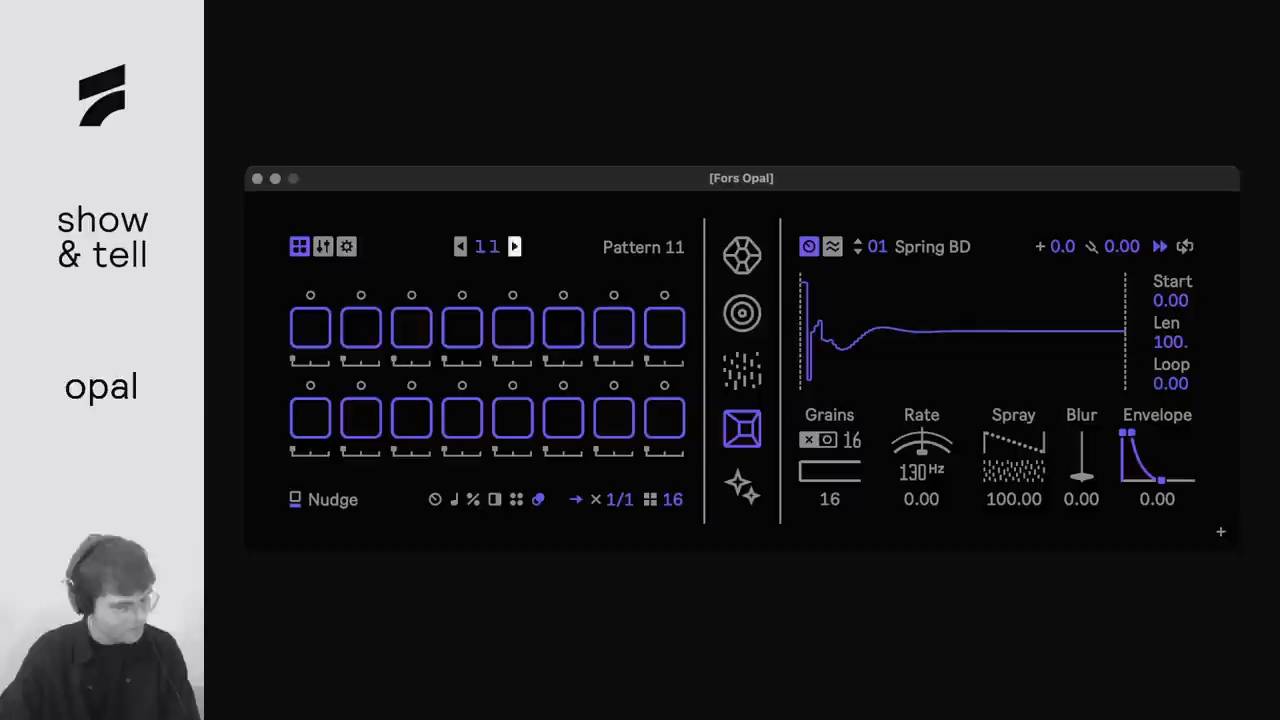 show
& tell
opal
[Fors Opal]
11
Pattern 11
01 Spring BD
+ 0.0
0.00
Start
0.00
Len
100.
Loop
0.00
Grains
Rate
Spray
Blur
Envelope
16
130 Hz
16
0.00
100.00
0.00
0.00
Nudge
× 1/1
16
+